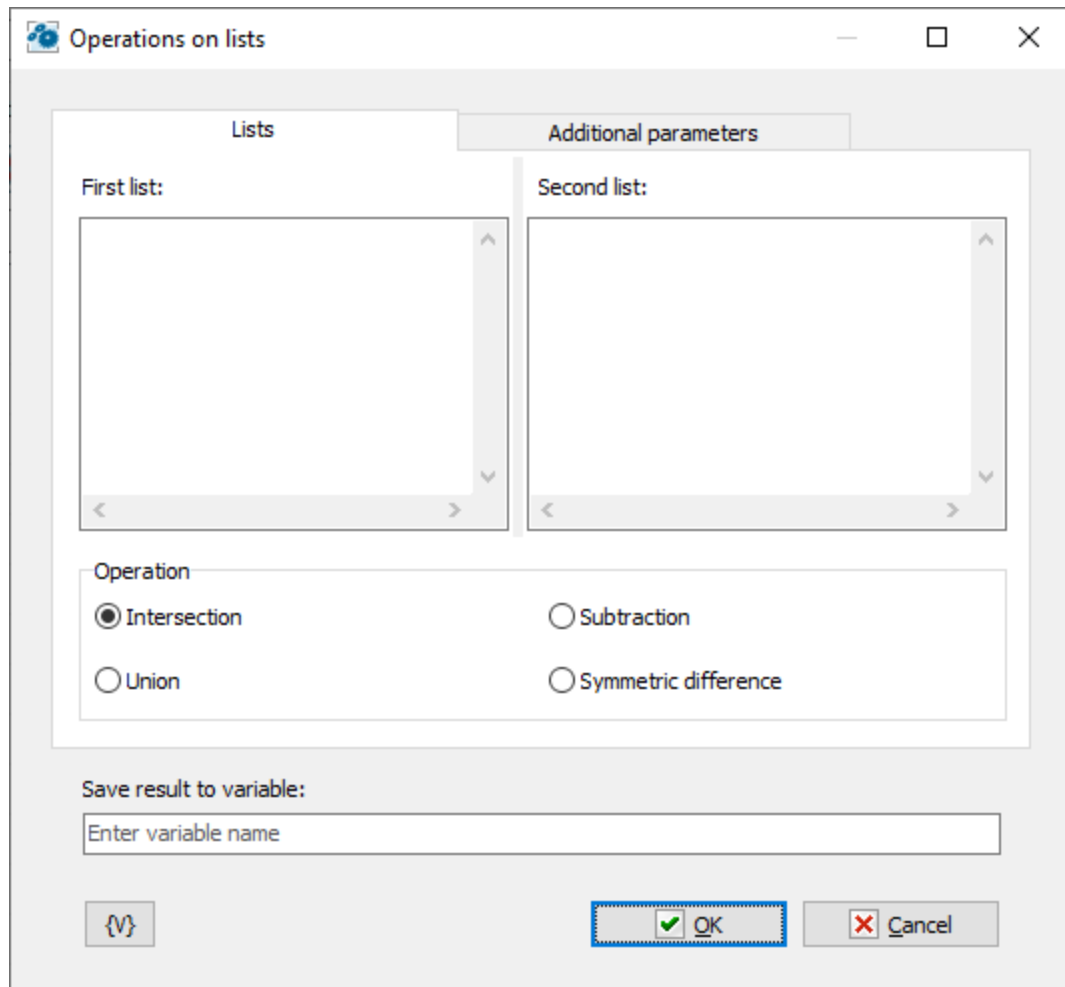 Operations on lists
Lists
Additional parameters
First list:
Second list:
Operation
Intersection
Subtraction
Union
Symmetric difference
Save result to variable:
Enter variable name
{V}
OK
Cancel